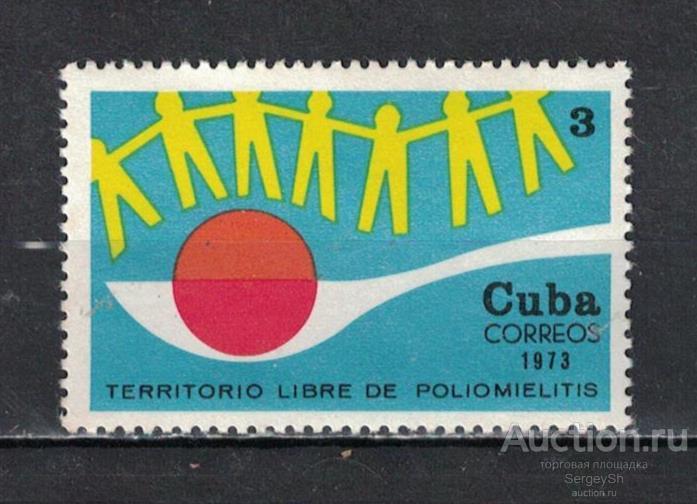 3
Cuba
CORREOS
1973
TERRITORIO LIBRE DE POLIOMIELITIS
Auction.ru
торговая площадка
SergeySh
auction.ru